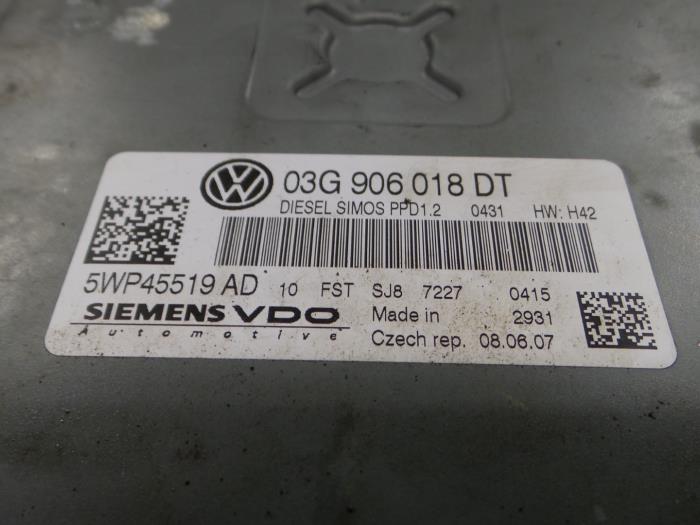 03G 906 018 DT
DIESEL SIMOS PPD1.2 0431 HW: H42
5WP45519 AD 10 FST SJ8 7227 0415
SIEMENS VDO Made in 2931
Automotive Czech rep. 08.06.07